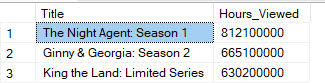 Title Hours_Viewed
1 The Night Agent: Season 1 812100000
2 Ginny & Georgia: Season 2 665100000
3 King the Land: Limited Series 630200000